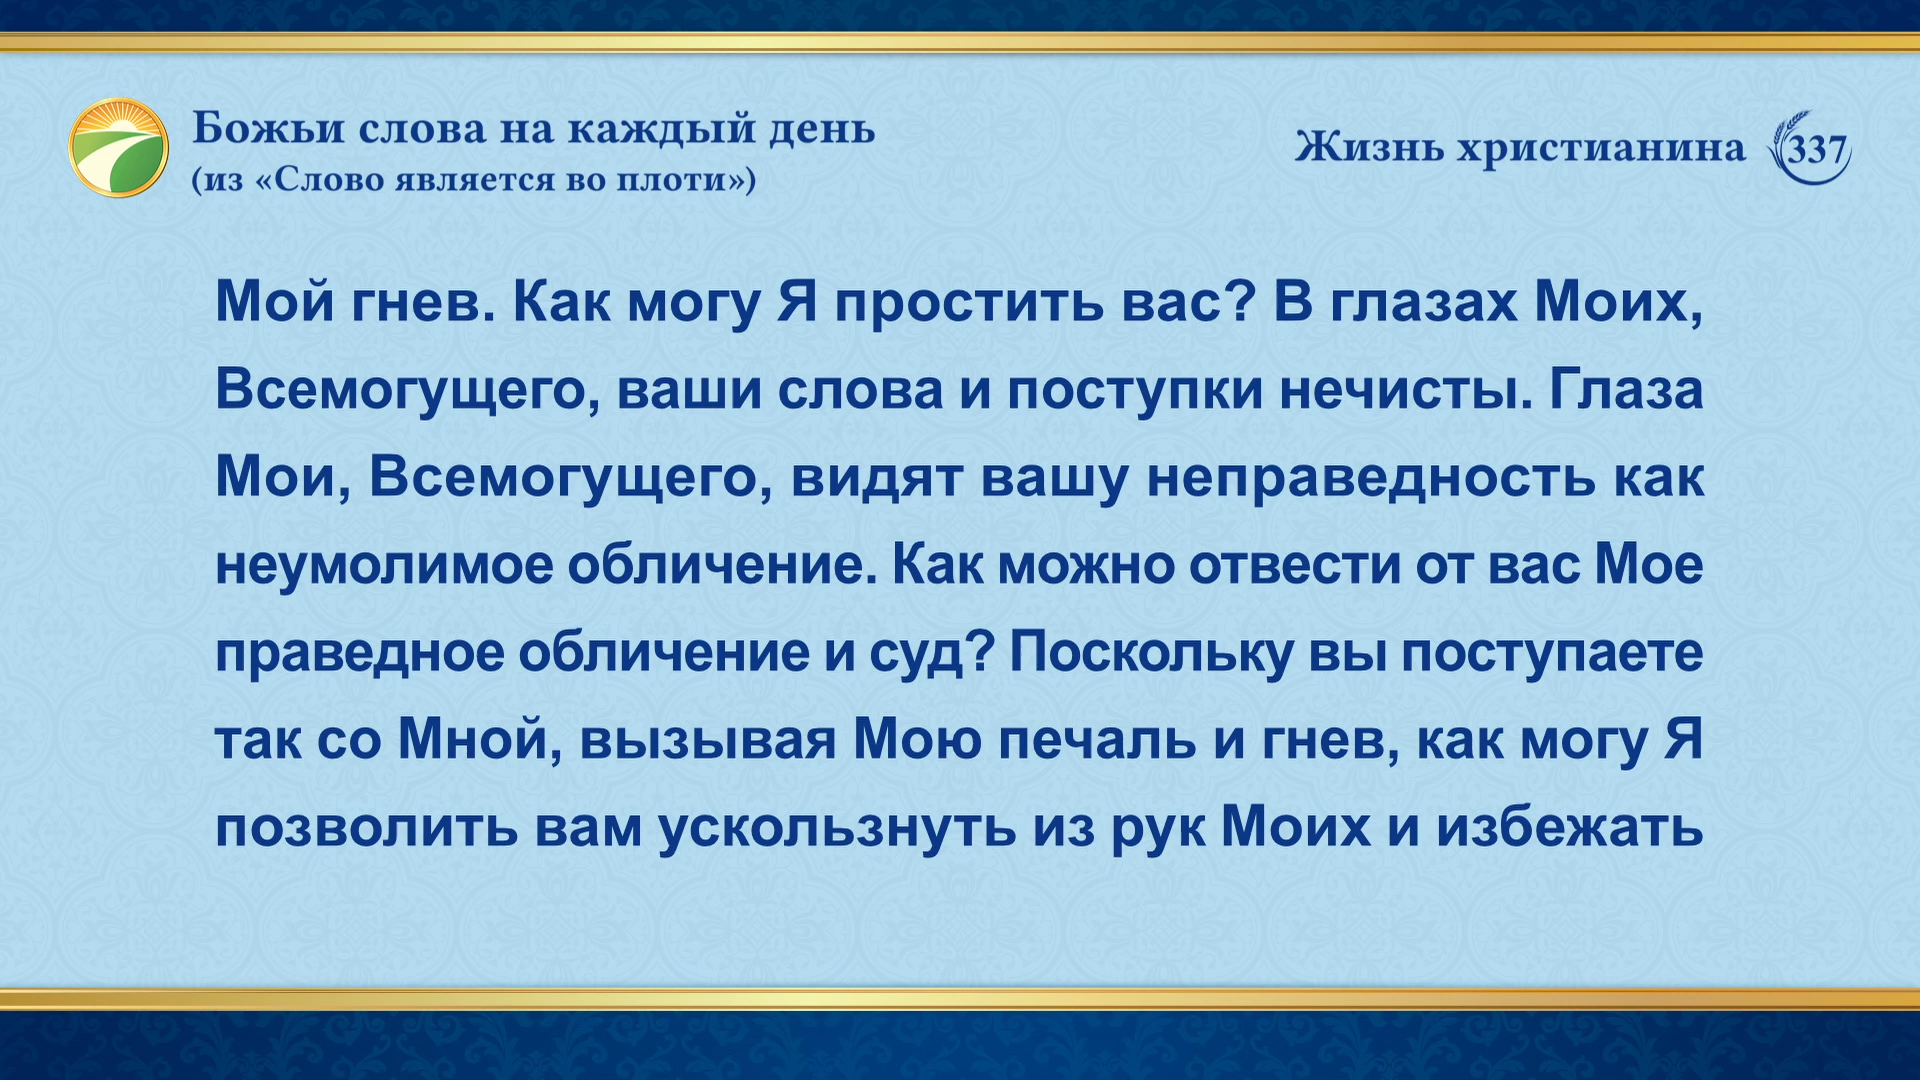 Божьи слова на каждый день
(из «Слово является во плоти»)
Жизнь христианина 337
Мой гнев. Как могу Я простить вас? В глазах Моих,
Всемогущего, ваши слова и поступки нечисты. Глаза
Мои, Всемогущего, видят вашу неправедность как
неумолимое обличение. Как можно отвести от вас Мое
праведное обличение и суд? Поскольку вы поступаете
так со Мной, вызывая Мою печаль и гнев, как могу Я
позволить вам ускользнуть из рук Моих и избежать